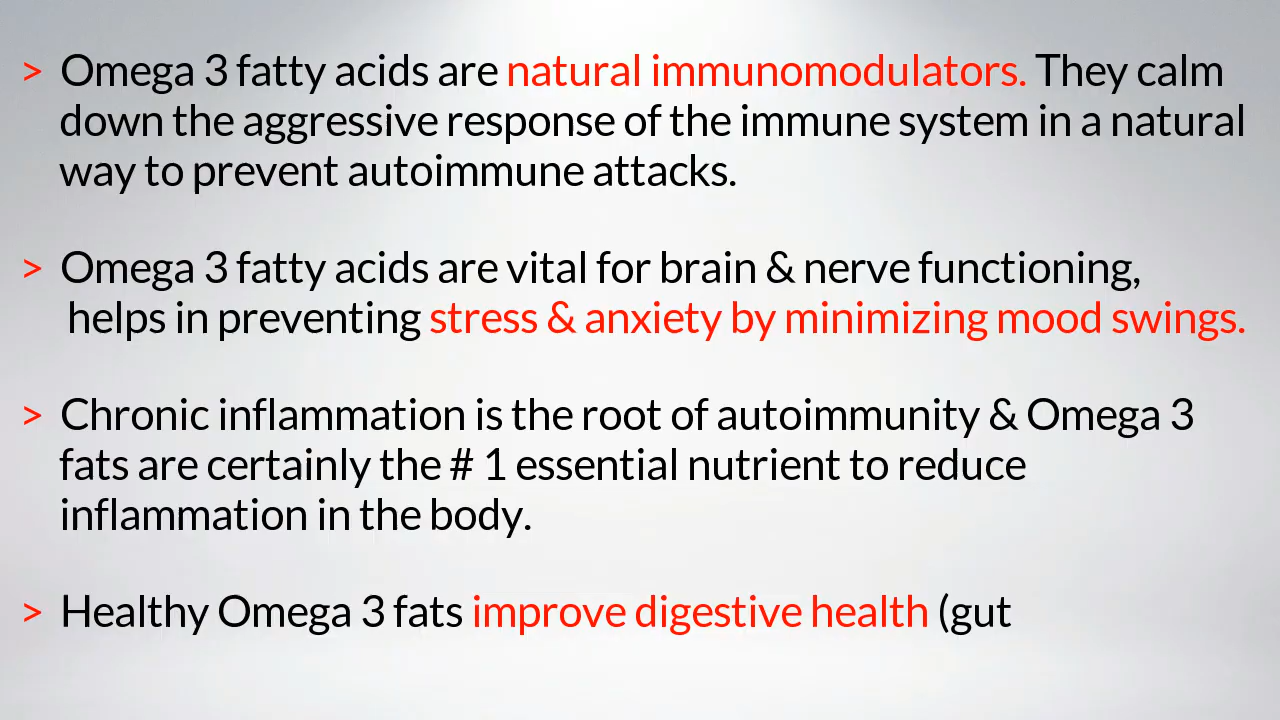 > Omega 3 fatty acids are natural immunomodulators. They calm
down the aggressive response of the immune system in a natural
way to prevent autoimmune attacks.
> Omega 3 fatty acids are vital for brain & nerve functioning,
helps in preventing stress & anxiety by minimizing mood swings.
> Chronic inflammation is the root of autoimmunity & Omega 3
fats are certainly the # 1 essential nutrient to reduce
inflammation in the body.
> Healthy Omega 3 fats improve digestive health (gut